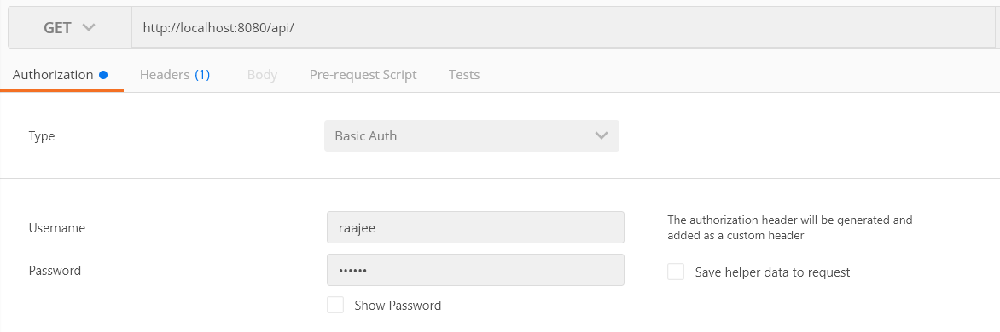 GET http://localhost:8080/api/
Authorization Headers (1) Body Pre-request Script Tests
Type Basic Auth
Username raajee The authorization header will be generated and
added as a custom header
Password •••••• Save helper data to request
Show Password